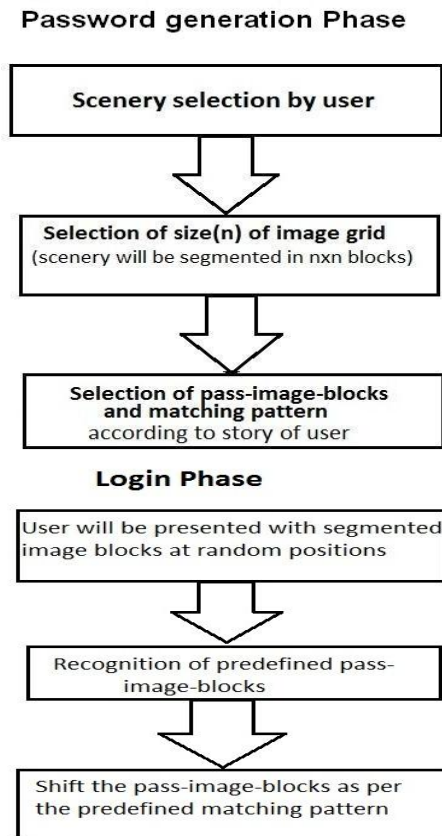 Password generation Phase
Scenery selection by user
Selection of size(n) of image grid
(scenery will be segmented in nxn blocks)
Selection of pass-image-blocks
and matching pattern
according to story of user
Login Phase
User will be presented with segmented
image blocks at random positions
Recognition of predefined pass-
image-blocks
Shift the pass-image-blocks as per
the predefined matching pattern